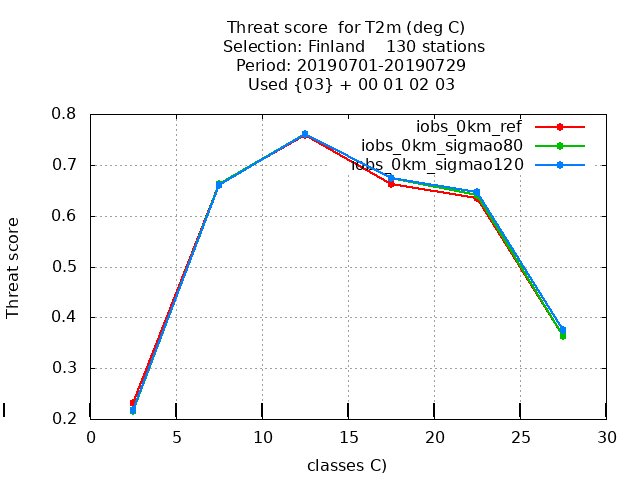 Threat score  for T2m (deg C)
Selection: Finland    130 stations
Period: 20190701-20190729
Used {03} + 00 01 02 03
iobs_0km_ref
iobs_0km_sigmao80
iobs_0km_sigmao120
Threat score
0.8
0.7
0.6
0.5
0.4
0.3
0.2
0 5 10 15 20 25 30
classes C)